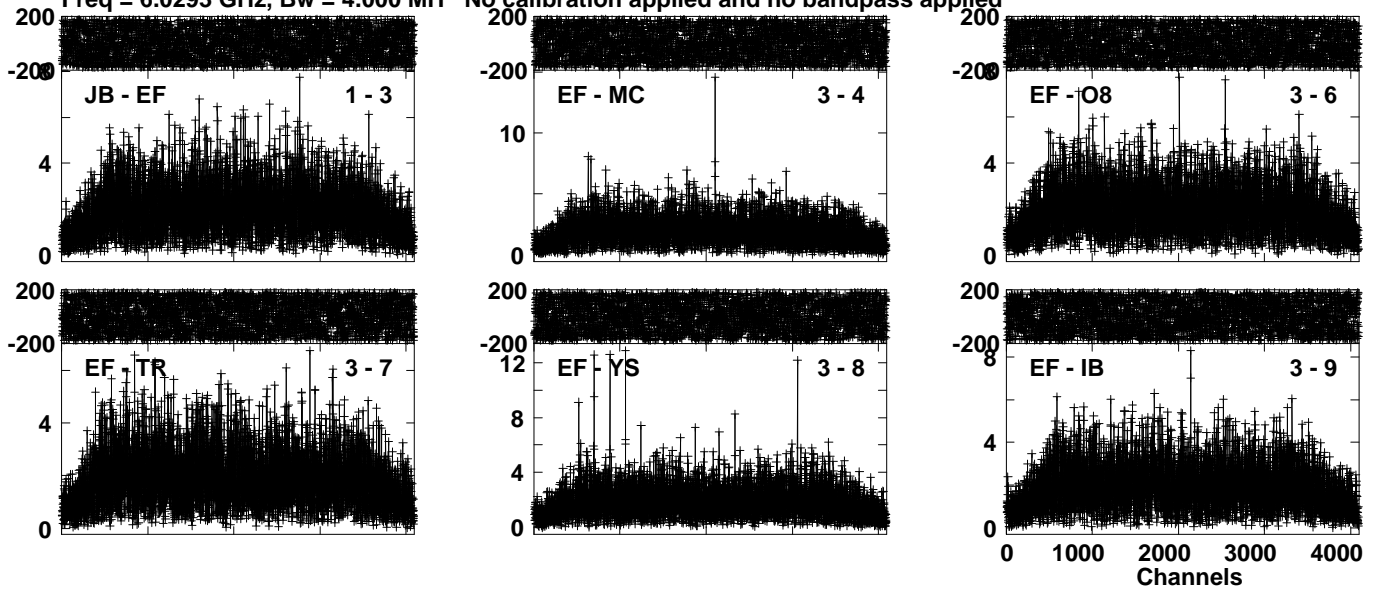 Freq = 6.0293 GHz, Bw = 4.000 MH No calibration applied and no bandpass applied
200 200 200
-200 -200 -200
8 8
JB - EF 1 - 3 EF - MC 3 - 4 EF - O8 3 - 6
10
4 4
0 0 0
200 200 200
-200 -200 -200
EF - TR 3 - 7 EF - YS 3 - 8 EF - IB 3 - 9
12 8
8
4 4 4
0 0 0
0 1000 2000 3000 4000
Channels